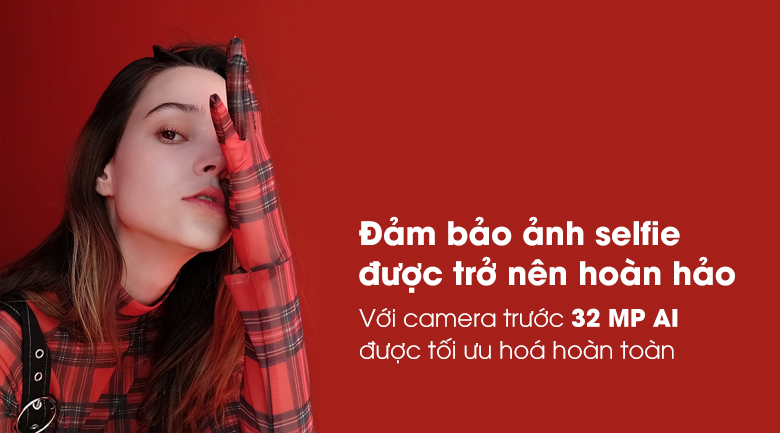 Đảm bảo ảnh selfie
được trở nên hoàn hảo
Với camera trước 32 MP AI
được tối ưu hoá hoàn toàn